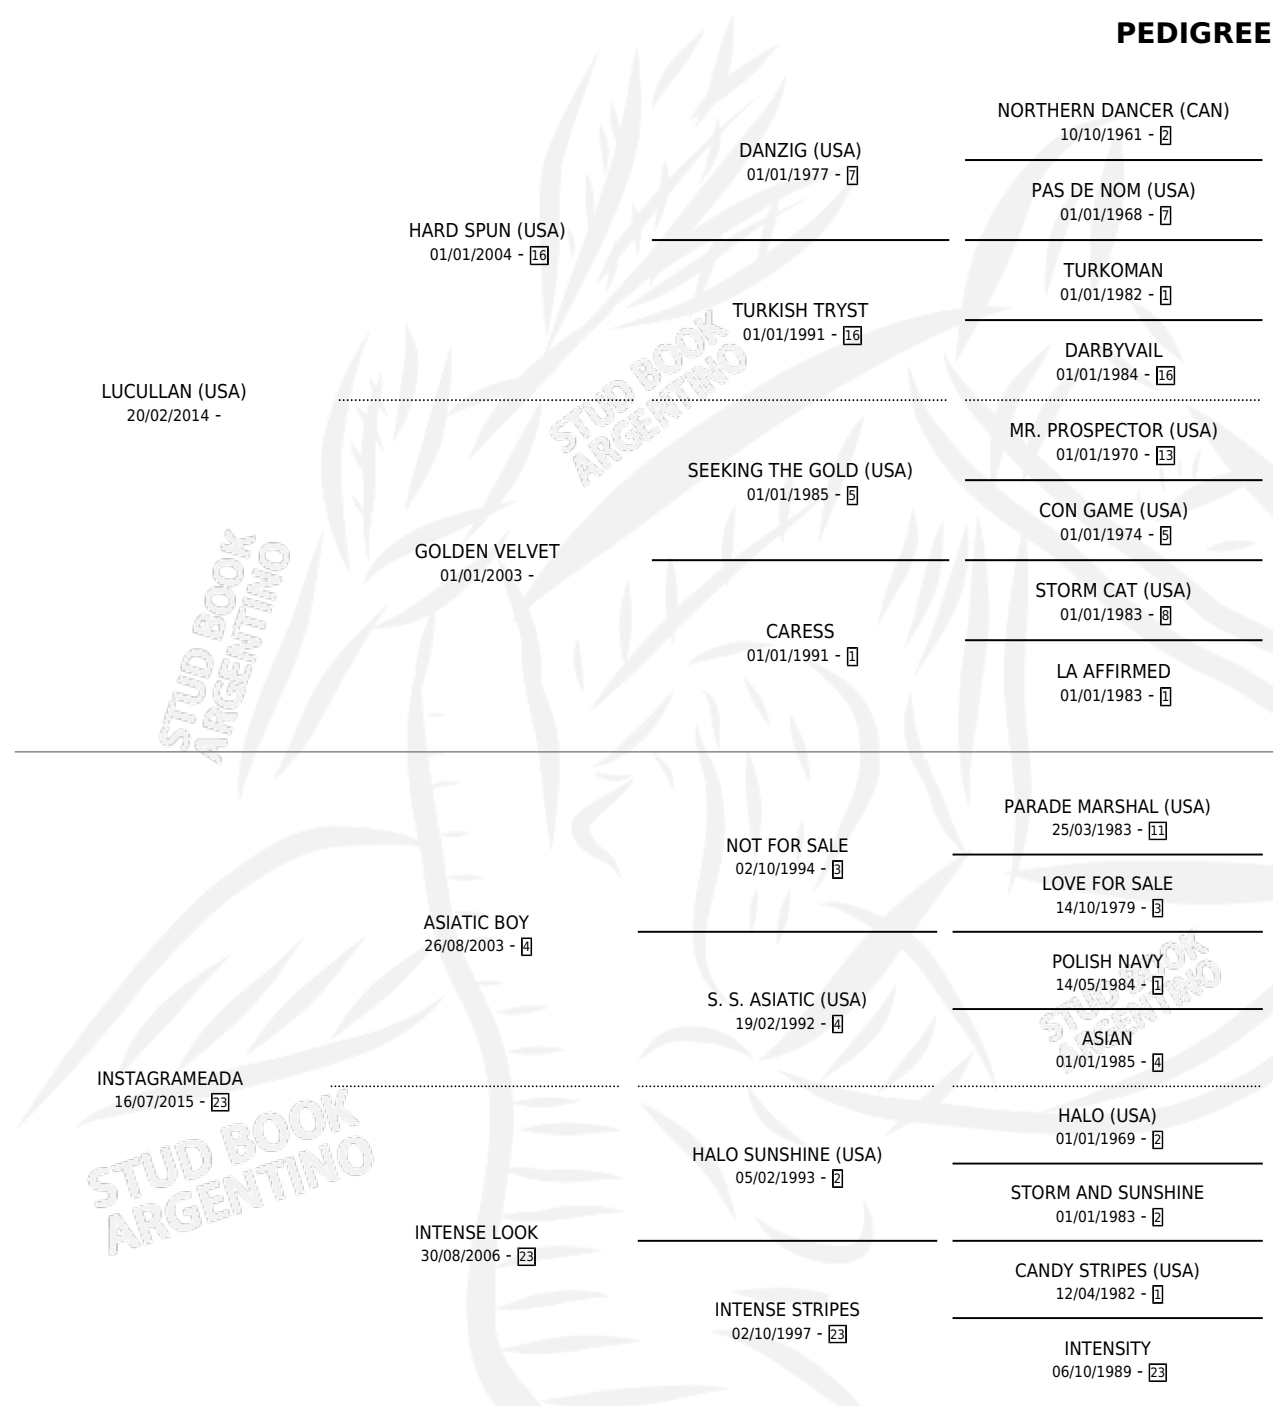 PEDIGREE
NORTHERN DANCER (CAN)
10/10/1961 - 2
DANZIG (USA)
01/01/1977 - 7
PAS DE NOM (USA)
01/01/1968 - 7
HARD SPUN (USA)
01/01/2004 - 16
TURKOMAN
01/01/1982 - 1
TURKISH TRYST
01/01/1991 - 16
DARBYVAIL
01/01/1984 - 16
LUCULLAN (USA)
20/02/2014 -
MR. PROSPECTOR (USA)
01/01/1970 - 13
SEEKING THE GOLD (USA)
01/01/1985 - 5
CON GAME (USA)
01/01/1974 - 5
GOLDEN VELVET
01/01/2003 -
STORM CAT (USA)
01/01/1983 - 8
CARESS
01/01/1991 - 1
LA AFFIRMED
01/01/1983 - 1
PARADE MARSHAL (USA)
25/03/1983 - 11
NOT FOR SALE
02/10/1994 - 3
LOVE FOR SALE
14/10/1979 - 3
ASIATIC BOY
26/08/2003 - 4
POLISH NAVY
14/05/1984 - 1
S. S. ASIATIC (USA)
19/02/1992 - 4
ASIAN
01/01/1985 - 4
INSTAGRAMEADA
16/07/2015 - 23
HALO (USA)
01/01/1969 - 2
HALO SUNSHINE (USA)
05/02/1993 - 2
STORM AND SUNSHINE
01/01/1983 - 2
INTENSE LOOK
30/08/2006 - 23
CANDY STRIPES (USA)
12/04/1982 - 1
INTENSE STRIPES
02/10/1997 - 23
INTENSITY
06/10/1989 - 23
STUD BOOK
ARGENTINO
STUD BOOK
ARGENTINO
STUD BOOK
ARGENTINO
STUD BOOK
ARGENTINO